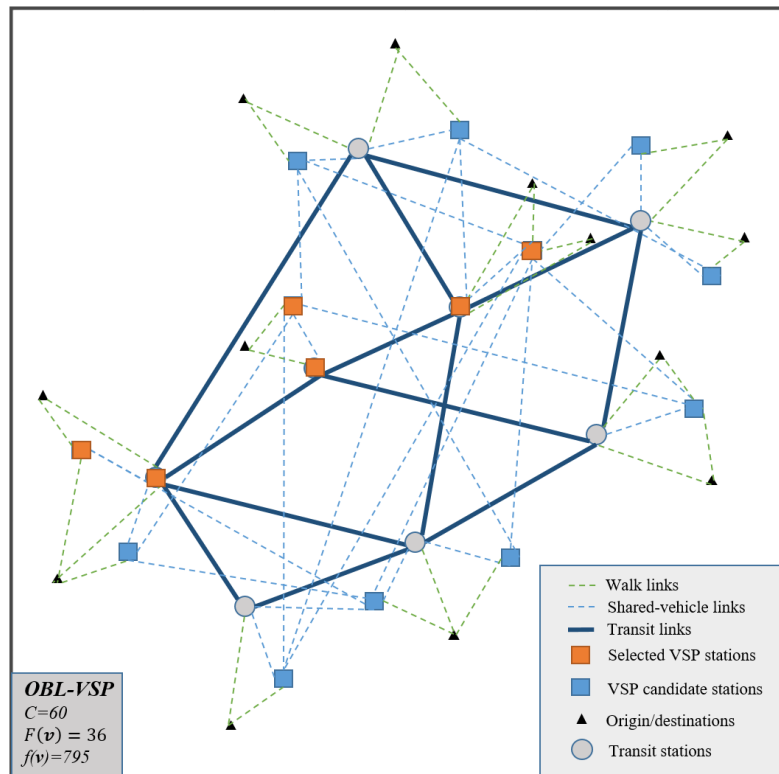 Walk links
Shared-vehicle links
Transit links
Selected VSP stations
VSP candidate stations
Origin/destinations
Transit stations
OBL-VSP
C=60
F(v) = 36
f(v)=795